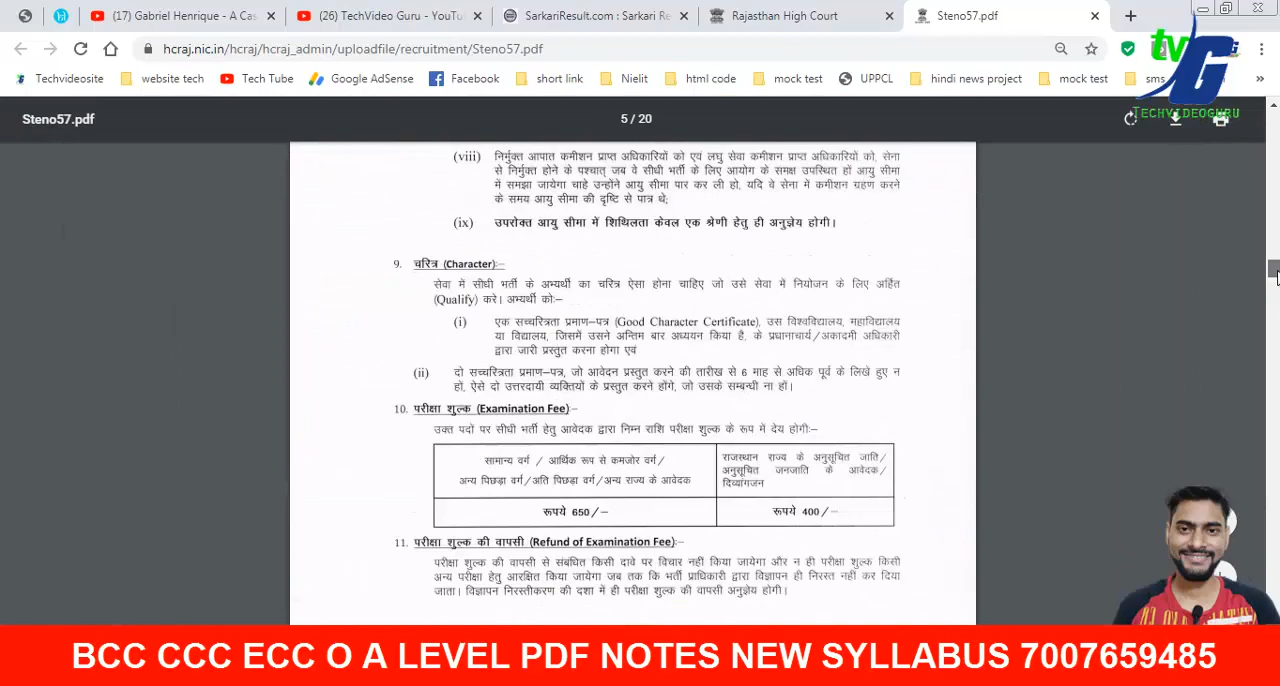 (17) Gabriel Henrique - A Cas
(26) TechVideo Guru - YouTu
SarkariResult.com : Sarkari Re
Rajasthan High Court
Steno57.pdf
hcraj.nic.in/hcraj/hcraj_admin/uploadfile/recruitment/Steno57.pdf
Techvideosite
website tech
Tech Tube
Google AdSense
Facebook
short link
Nielit
html code
mock test
UPPCL
hindi news project
mock test
sms
tv G
TECHVIDEOGURU
Steno57.pdf
5 / 20
(viii) निर्मुक्त आपात कमीशन प्राप्त अधिकारियों को एवं लघु सेवा कमीशन प्राप्त अधिकारियों को, सेना
से निर्मुक्त होने के पश्चात् जब वे सीधी भर्ती के लिए आयोग के समक्ष उपस्थित हों आयु सीमा
में समझा जायेगा चाहे उन्होंने आयु सीमा पार कर ली हो, यदि वे सेना में कमीशन ग्रहण करने
के समय आयु सीमा की दृष्टि से पात्र थे;
(ix) उपरोक्त आयु सीमा में शिथिलता केवल एक श्रेणी हेतु ही अनुज्ञेय होगी।
9. चरित्र (Character):-
सेवा में सीधी भर्ती के अभ्यर्थी का चरित्र ऐसा होना चाहिए जो उसे सेवा में नियोजन के लिए अर्हित
(Qualify) करे। अभ्यर्थी को:-
(i) एक सच्चरित्रता प्रमाण-पत्र (Good Character Certificate), उस विश्वविद्यालय, महाविद्यालय
या विद्यालय, जिसमें उसने अन्तिम बार अध्ययन किया है, के प्रधानाचार्य/अकादमी अधिकारी
द्वारा जारी प्रस्तुत करना होगा एवं
(ii) दो सच्चरित्रता प्रमाण-पत्र, जो आवेदन प्रस्तुत करने की तारीख से 6 माह से अधिक पूर्व के लिखे हुए न
हों, ऐसे दो उत्तरदायी व्यक्तियों के प्रस्तुत करने होंगे, जो उसके सम्बन्धी ना हों।
10. परीक्षा शुल्क (Examination Fee):-
उक्त पदों पर सीधी भर्ती हेतु आवेदक द्वारा निम्न राशि परीक्षा शुल्क के रूप में देय होगी:-
सामान्य वर्ग / आर्थिक रूप से कमजोर वर्ग/
अन्य पिछड़ा वर्ग/अति पिछड़ा वर्ग/अन्य राज्य के आवेदक
राजस्थान राज्य के अनुसूचित जाति/
अनुसूचित जनजाति के आवेदक/
दिव्यांगजन
रूपये 650/-
रूपये 400/-
11. परीक्षा शुल्क की वापसी (Refund of Examination Fee):-
परीक्षा शुल्क की वापसी से संबंधित किसी दावे पर विचार नहीं किया जायेगा और न ही परीक्षा शुल्क किसी
अन्य परीक्षा हेतु आरक्षित किया जायेगा जब तक कि भर्ती प्राधिकारी द्वारा विज्ञापन ही निरस्त नहीं कर दिया
जाता। विज्ञापन निरस्तीकरण की दशा में ही परीक्षा शुल्क की वापसी अनुज्ञेय होगी।
BCC CCC ECC O A LEVEL PDF NOTES NEW SYLLABUS 7007659485